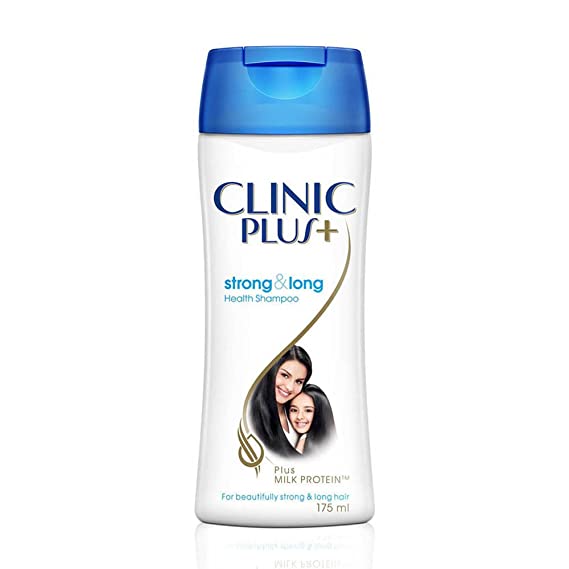 CLINIC
PLUS+
strong&long
Health Shampoo
Plus
MILK PROTEIN™
For beautifully strong & long hair
175 ml